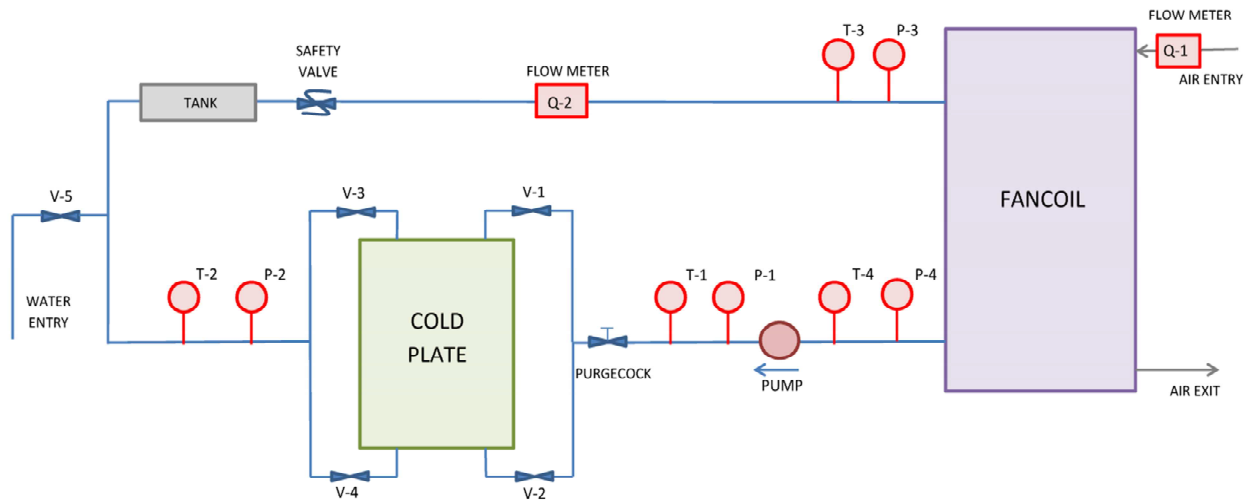 T-3
P-3
FLOW METER
Q-1
AIR ENTRY
SAFETY
VALVE
FLOW METER
TANK
Q-2
V-5
V-3
V-1
FANCOIL
T-2
P-2
T-1
P-1
T-4
P-4
WATER
ENTRY
COLD
PLATE
PURGECOCK
PUMP
AIR EXIT
V-4
V-2